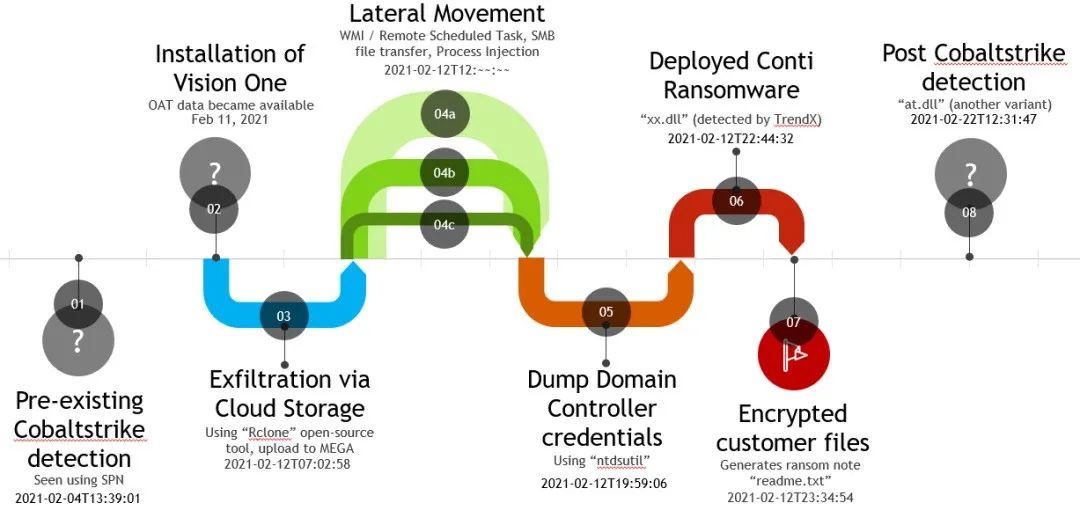 Pre-existing
Cobaltstrike
detection
Seen using SPN
2021-02-04T13:39:01
01
?
Installation of
Vision One
OAT data became available
Feb 11, 2021
?
02
03
Exfiltration via
Cloud Storage
Using “Rclone” open-source
tool, upload to MEGA
2021-02-12T07:02:58
Lateral Movement
WMI / Remote Scheduled Task, SMB
file transfer, Process Injection
2021-02-12T12:~~:~~
04a
04b
04c
05
Dump Domain
Controller
credentials
Using “ntdsutil”
2021-02-12T19:59:06
Deployed Conti
Ransomware
“xx.dll” (detected by TrendX)
2021-02-12T22:44:32
06
07
Encrypted
customer files
Generates ransom note
“readme.txt”
2021-02-12T23:34:54
Post Cobaltstrike
detection
“at.dll” (another variant)
2021-02-22T12:31:47
?
08